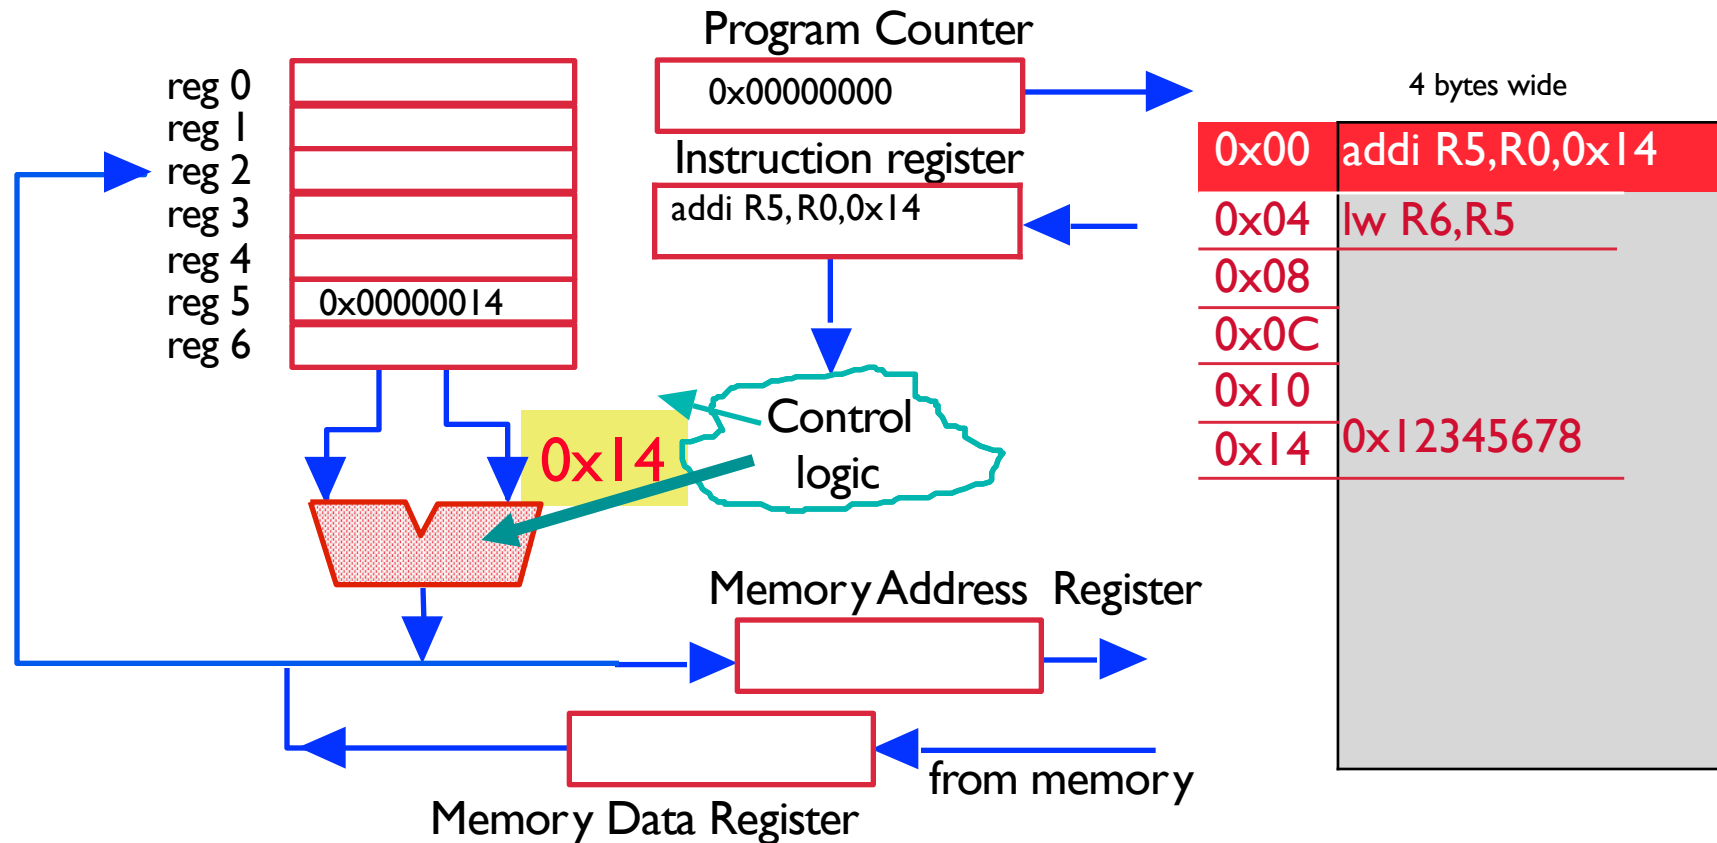 Program Counter
0x00000000
Instruction register
addi R5, R0,0x14
reg 0
reg 1
reg 2
reg 3
reg 4
reg 5
0x00000014
reg 6
0x14
Control
logic
Memory Address Register
Memory Data Register
from memory
4 bytes wide
0x00 addi R5,R0,0x14
0x04 lw R6,R5
0x08
0x0C
0x10
0x14 0x12345678